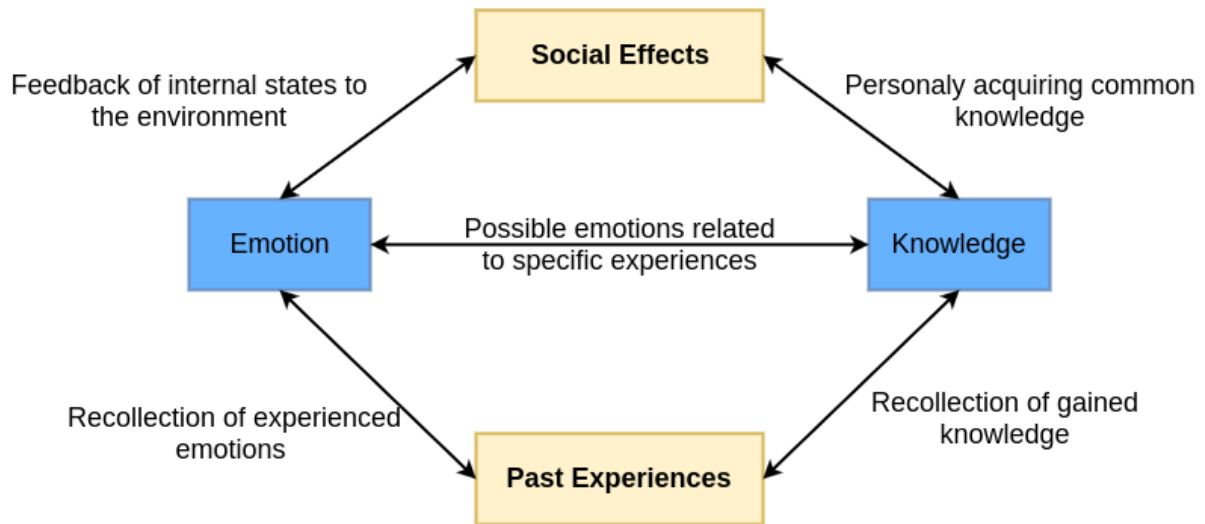 Social Effects
Feedback of internal states to
the environment
Personaly acquiring common
knowledge
Emotion
Possible emotions related
to specific experiences
Knowledge
Recollection of experienced
emotions
Recollection of gained
knowledge
Past Experiences